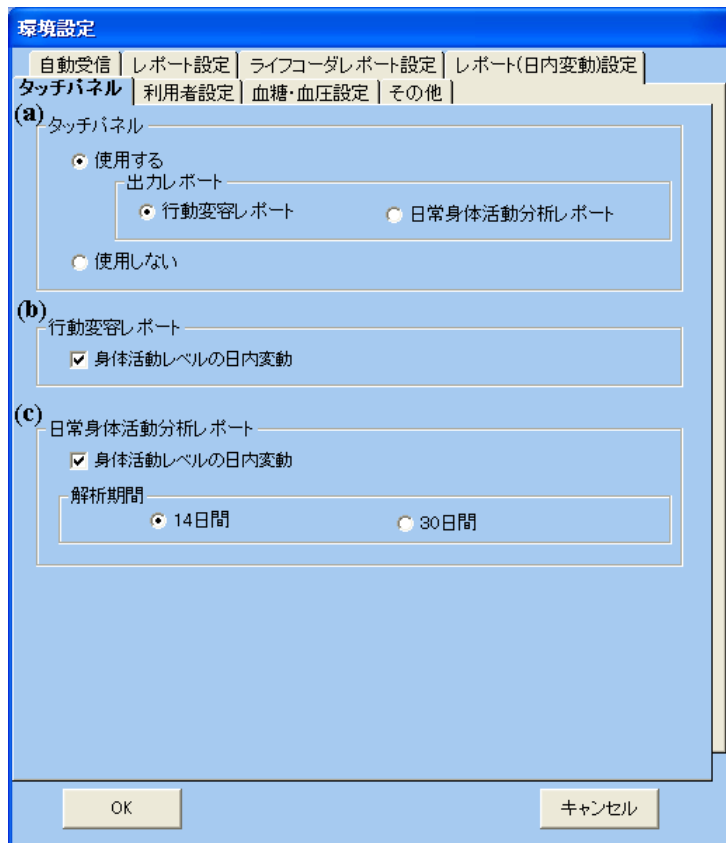 環境設定
自動受信 レポート設定 ライフコーダレポート設定 レポート(日内変動)設定
タッチパネル 利用者設定 血糖・血圧設定 その他
(a) タッチパネル
使用する
出力レポート
行動変容レポート 日常身体活動分析レポート
使用しない
(b) 行動変容レポート
身体活動レベルの日内変動
(c) 日常身体活動分析レポート
身体活動レベルの日内変動
解析期間
14日間 30日間
OK キャンセル